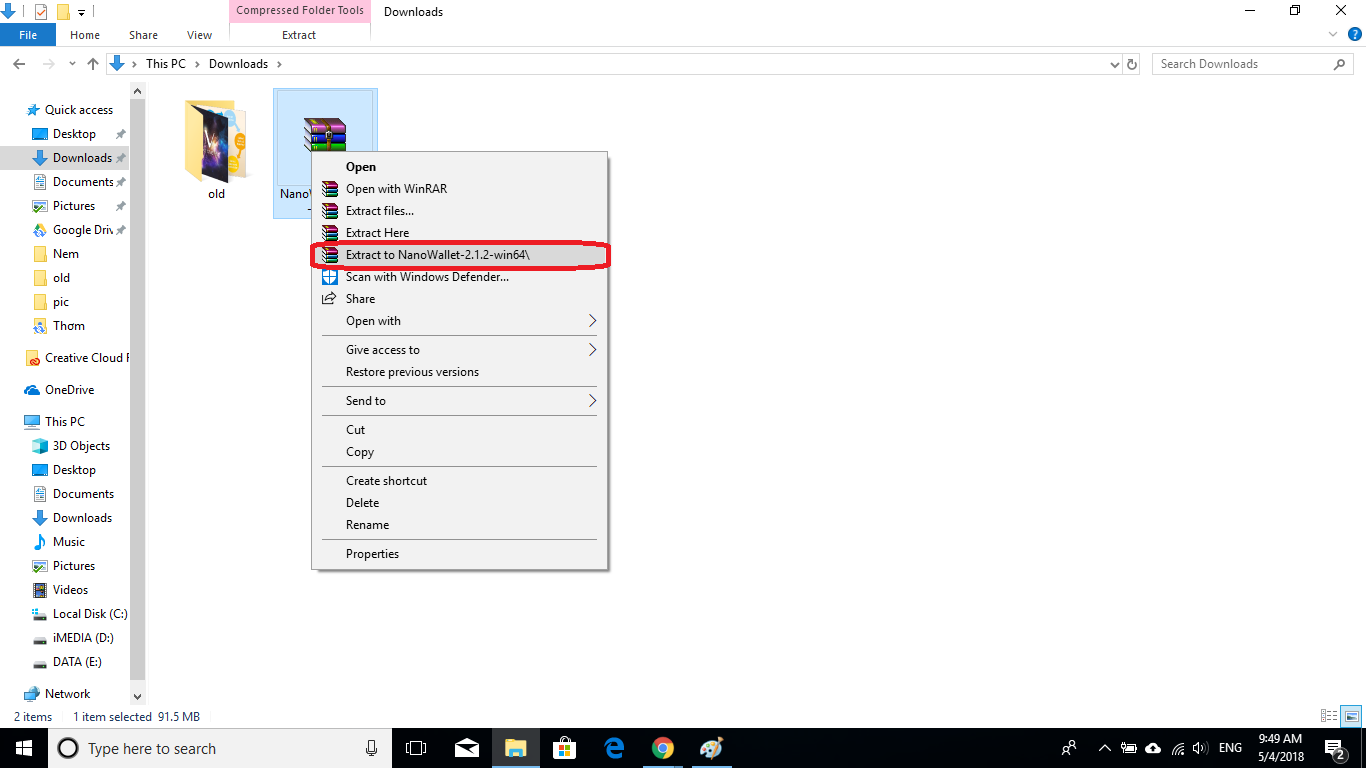 Compressed Folder Tools
Downloads
File
Home
Share
View
Extract
This PC > Downloads >
Search Downloads
Quick access
Desktop
Downloads
Documents
Pictures
Google Driv
Nem
old
pic
Thơm
Creative Cloud F
OneDrive
This PC
3D Objects
Desktop
Documents
Downloads
Music
Pictures
Videos
Local Disk (C:)
iMEDIA (D:)
DATA (E:)
Network
old
Open
Open with WinRAR
Extract files...
Extract Here
Extract to NanoWallet-2.1.2-win64\
Scan with Windows Defender...
Share
Open with
Give access to
Restore previous versions
Send to
Cut
Copy
Create shortcut
Delete
Rename
Properties
2 items
1 item selected 91.5 MB
Type here to search
ENG
9:49 AM
5/4/2018
2